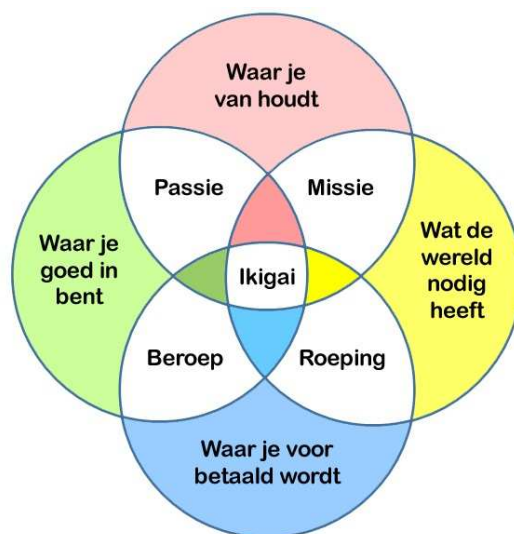 Waar je
van houdt
Passie
Missie
Waar je
goed in
bent
Wat de
wereld
nodig
heeft
Ikigai
Beroep
Roeping
Waar je voor
betaald wordt